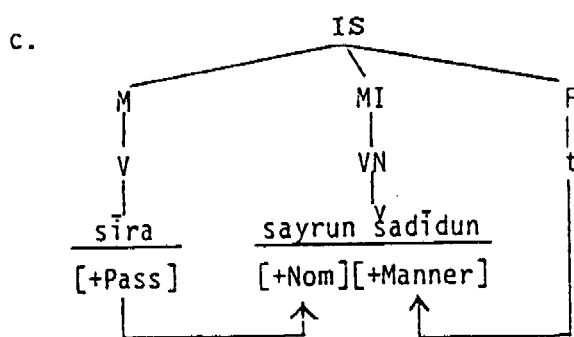 c.
IS
M MI F
V VN t
sīra sayrun šadīdun
[+Pass] [+Nom][+Manner]